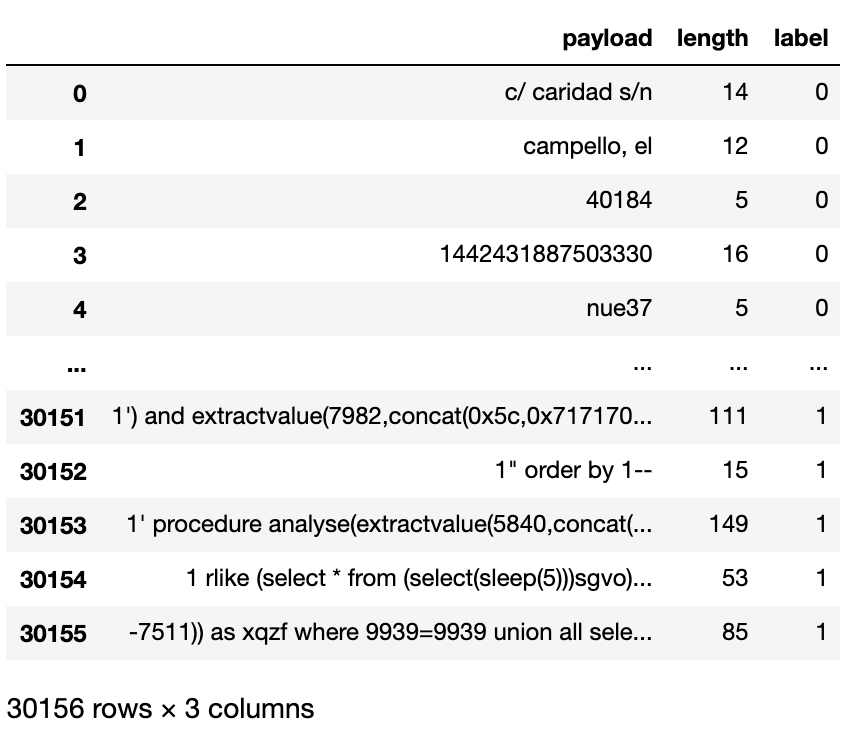 payload length label
0 c/ caridad s/n 14 0
1 campello, el 12 0
2 40184 5 0
3 1442431887503330 16 0
4 nue37 5 0
... ... ... ...
30151 1') and extractvalue(7982,concat(0x5c,0x717170... 111 1
30152 1" order by 1-- 15 1
30153 1' procedure analyse(extractvalue(5840,concat(... 149 1
30154 1 rlike (select * from (select(sleep(5)))sgvo)... 53 1
30155 -7511)) as xqzf where 9939=9939 union all sele... 85 1
30156 rows × 3 columns